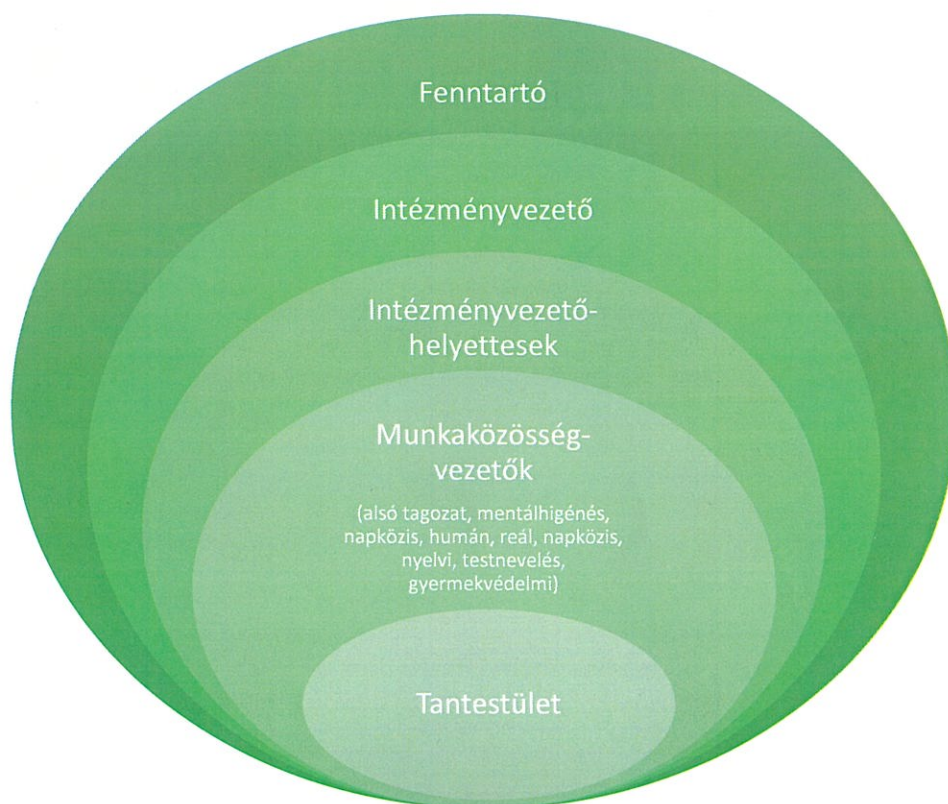 Fenntartó
Intézményvezető
Intézményvezető-
helyettesek
Munkaközösség-
vezetők
(alsó tagozat, mentálhigénés,
napközis, humán, reál, napközis,
nyelvi, testnevelés,
gyermekvédelmi)
Tantestület